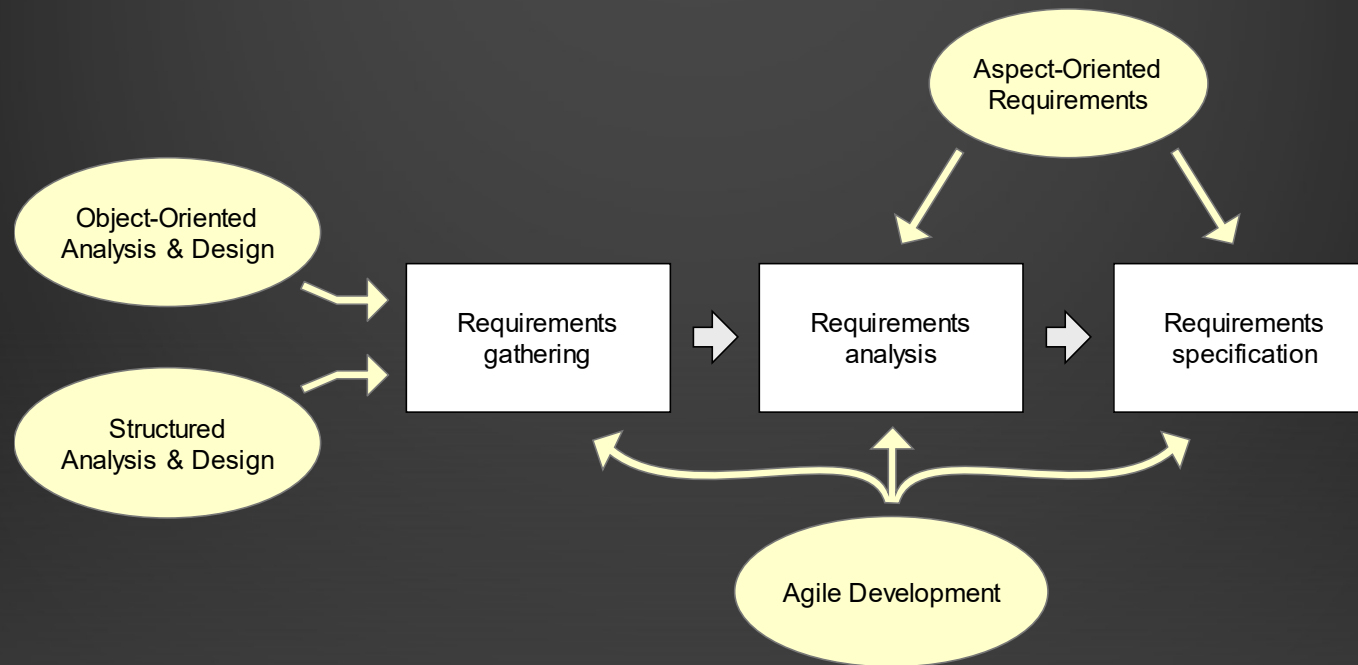 Aspect-Oriented
Requirements
Object-Oriented
Analysis & Design
Requirements
gathering
Requirements
analysis
Requirements
specification
Structured
Analysis & Design
Agile Development